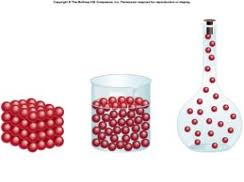 Copyright © The McGraw-Hill Companies, Inc. Permission required for reproduction or display.